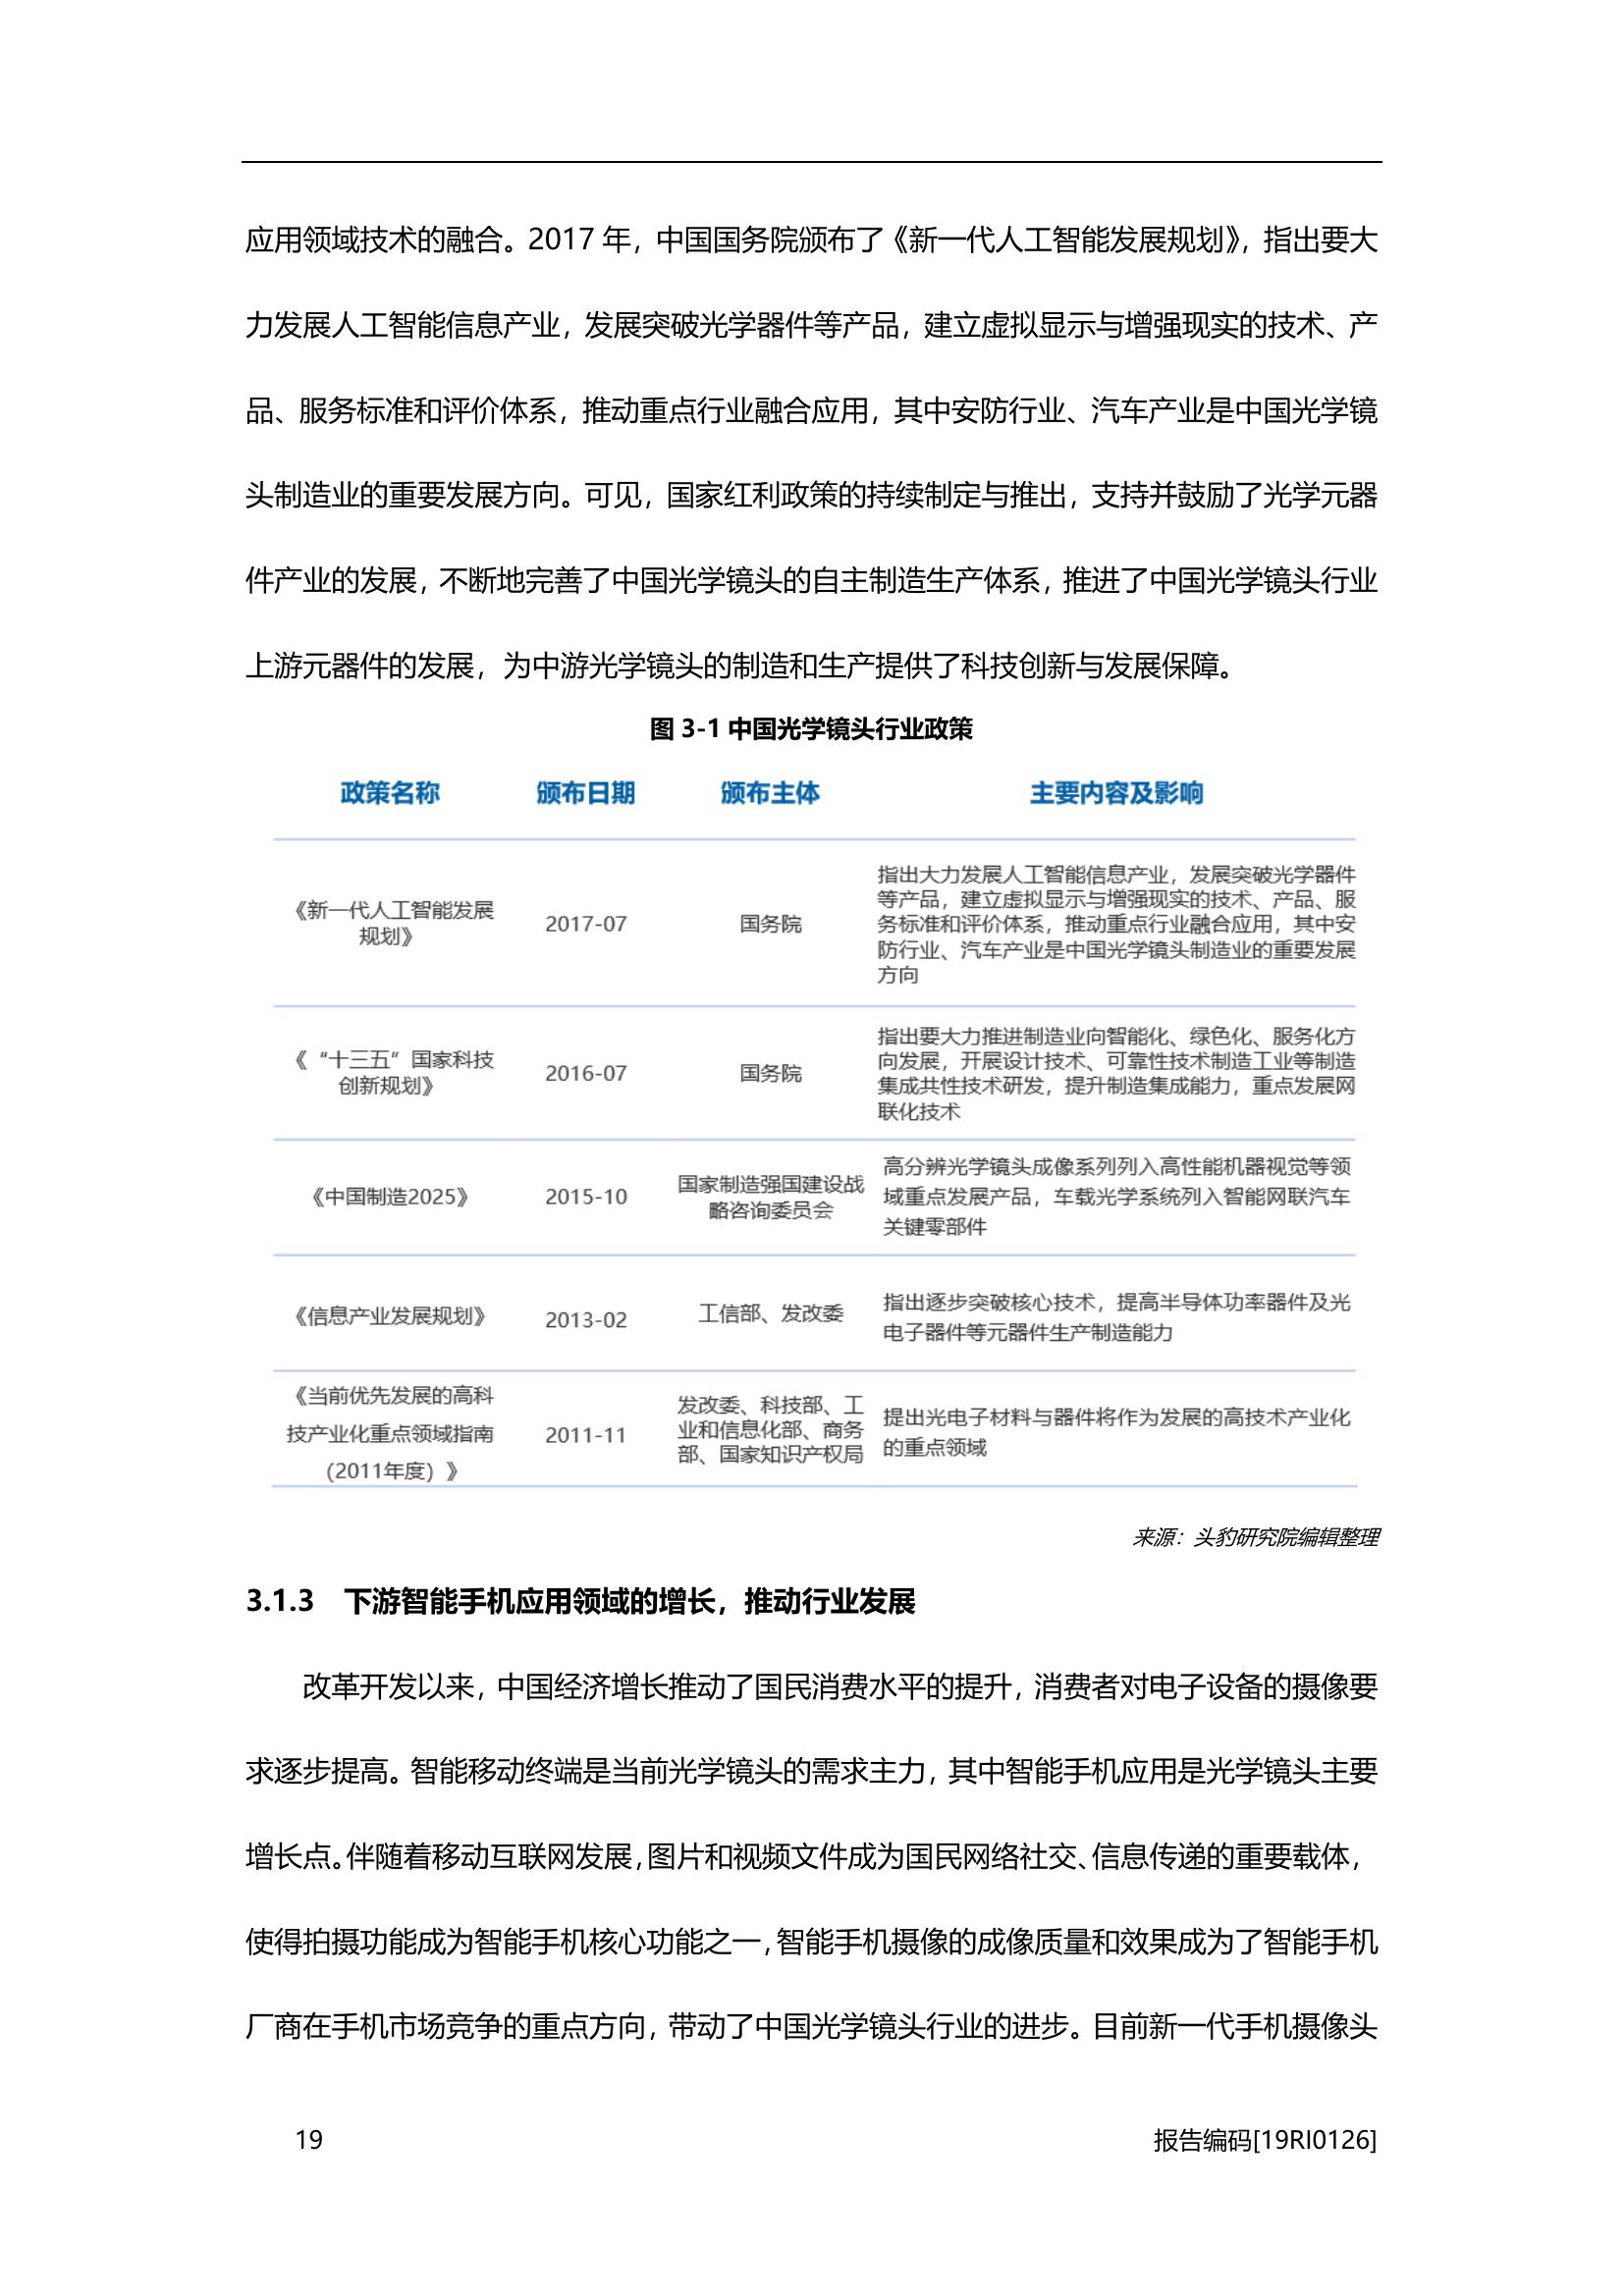 应用领域技术的融合。2017 年，中国国务院颁布了《新一代人工智能发展规划》，指出要大
力发展人工智能信息产业，发展突破光学器件等产品，建立虚拟显示与增强现实的技术、产
品、服务标准和评价体系，推动重点行业融合应用，其中安防行业、汽车产业是中国光学镜
头制造业的重要发展方向。可见，国家红利政策的持续制定与推出，支持并鼓励了光学元器
件产业的发展，不断地完善了中国光学镜头的自主制造生产体系，推进了中国光学镜头行业
上游元器件的发展，为中游光学镜头的制造和生产提供了科技创新与发展保障。
图 3-1 中国光学镜头行业政策
政策名称 颁布日期 颁布主体 主要内容及影响
《新一代人工智能发展
规划》
2017-07
国务院
指出大力发展人工智能信息产业，发展突破光学器件
等产品，建立虚拟显示与增强现实的技术、产品、服
务标准和评价体系，推动重点行业融合应用，其中安
防行业、汽车产业是中国光学镜头制造业的重要发展
方向
《“十三五“国家科技
创新规划》
2016-07
国务院
指出要大力推进制造业向智能化、绿色化、服务化方
向发展，开展设计技术、可靠性技术制造工业等制造
集成共性技术研发，提升制造集成能力，重点发展网
联化技术
《中国制造2025》
2015-10
国家制造强国建设战
略咨询委员会
高分辨光学镜头成像系列列入高性能机器视觉等领
域重点发展产品，车载光学系统列入智能网联汽车
关键零部件
《信息产业发展规划》
2013-02
工信部、发改委
指出逐步突破核心技术，提高半导体功率器件及光
电子器件等元器件生产制造能力
《当前优先发展的高科
技产业化重点领域指南
（2011年度）》
2011-11
发改委、科技部、工
业和信息化部、商务
部、国家知识产权局
提出光电子材料与器件将作为发展的高技术产业化
的重点领域
来源：头豹研究院编辑整理
3.1.3 下游智能手机应用领域的增长，推动行业发展
改革开发以来，中国经济增长推动了国民消费水平的提升，消费者对电子设备的摄像要
求逐步提高。智能移动终端是当前光学镜头的需求主力，其中智能手机应用是光学镜头主要
增长点。伴随着移动互联网发展，图片和视频文件成为国民网络社交、信息传递的重要载体，
使得拍摄功能成为智能手机核心功能之一，智能手机摄像的成像质量和效果成为了智能手机
厂商在手机市场竞争的重点方向，带动了中国光学镜头行业的进步。目前新一代手机摄像头
19 报告编码[19RI0126]